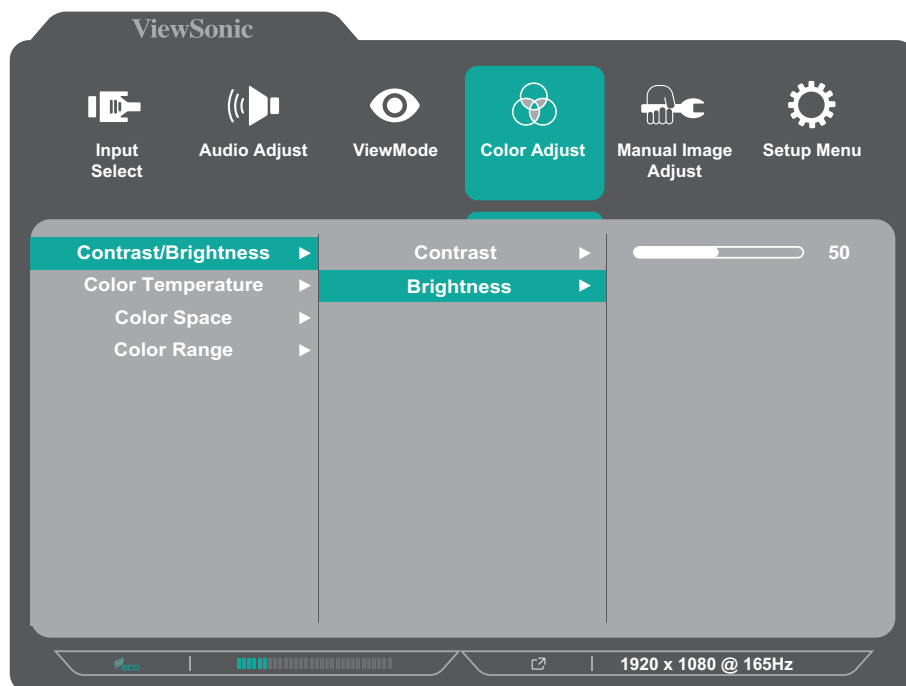 ViewSonic
Input Select
Audio Adjust
ViewMode
Color Adjust
Manual Image Adjust
Setup Menu
Contrast/Brightness
Contrast
50
Color Temperature
Brightness
Color Space
Color Range
eco
1920 x 1080 @ 165Hz